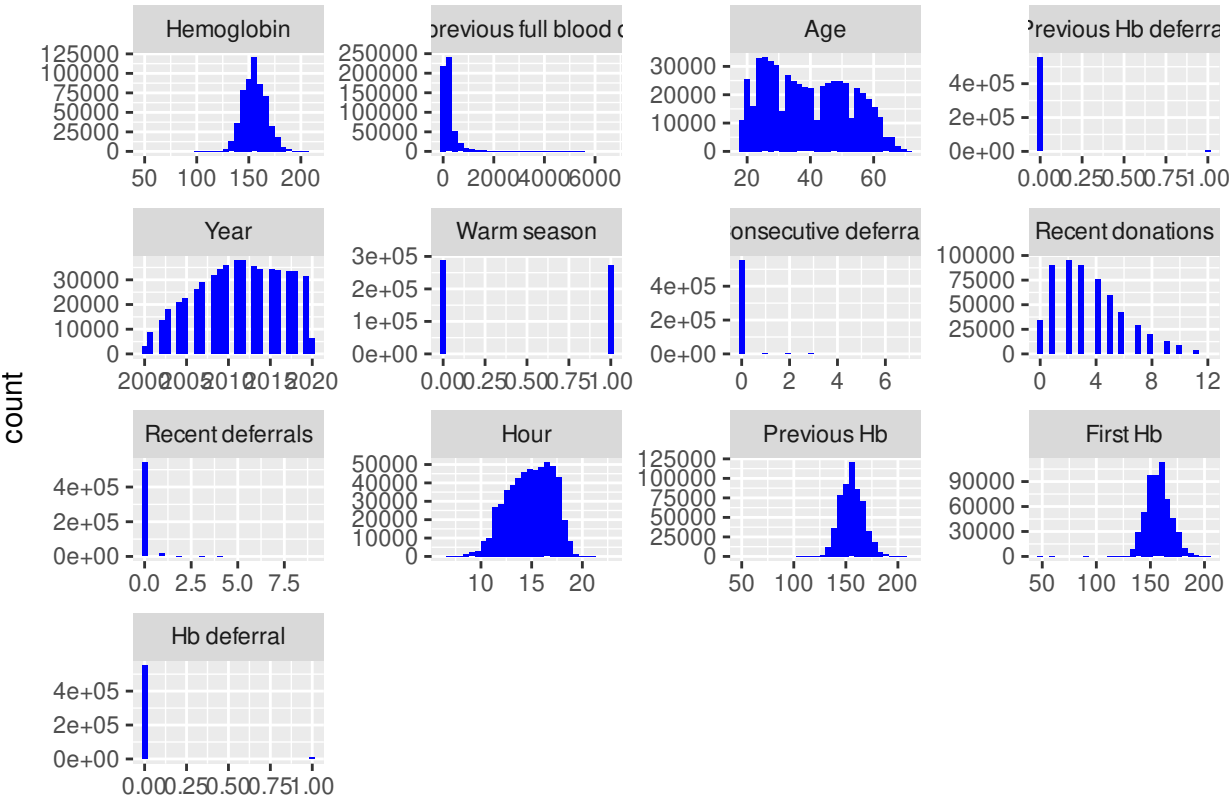 Hemoglobin
125000
100000
75000
50000
25000
0
50 100 150 200
previous full blood
250000
200000
150000
100000
50000
0
0 2000 4000 6000
Age
30000
20000
10000
0
20 40 60
Previous Hb deferra
4e+05
2e+05
0e+00
0.00 0.25 0.50 0.75 1.00
count
Year
30000
20000
10000
0
2000 2005 2010 2015 2020
Warm season
3e+05
2e+05
1e+05
0e+00
0.00 0.25 0.50 0.75 1.00
onsecutive deferra
4e+05
2e+05
0e+00
0 2 4 6
Recent donations
100000
75000
50000
25000
0
0 4 8 12
Recent deferrals
4e+05
2e+05
0e+00
0.0 2.5 5.0 7.5
Hour
50000
40000
30000
20000
10000
0
10 15 20
Previous Hb
125000
100000
75000
50000
25000
0
50 100 150 200
First Hb
90000
60000
30000
0
50 100 150 200
Hb deferral
4e+05
2e+05
0e+00
0.00 0.25 0.50 0.75 1.00